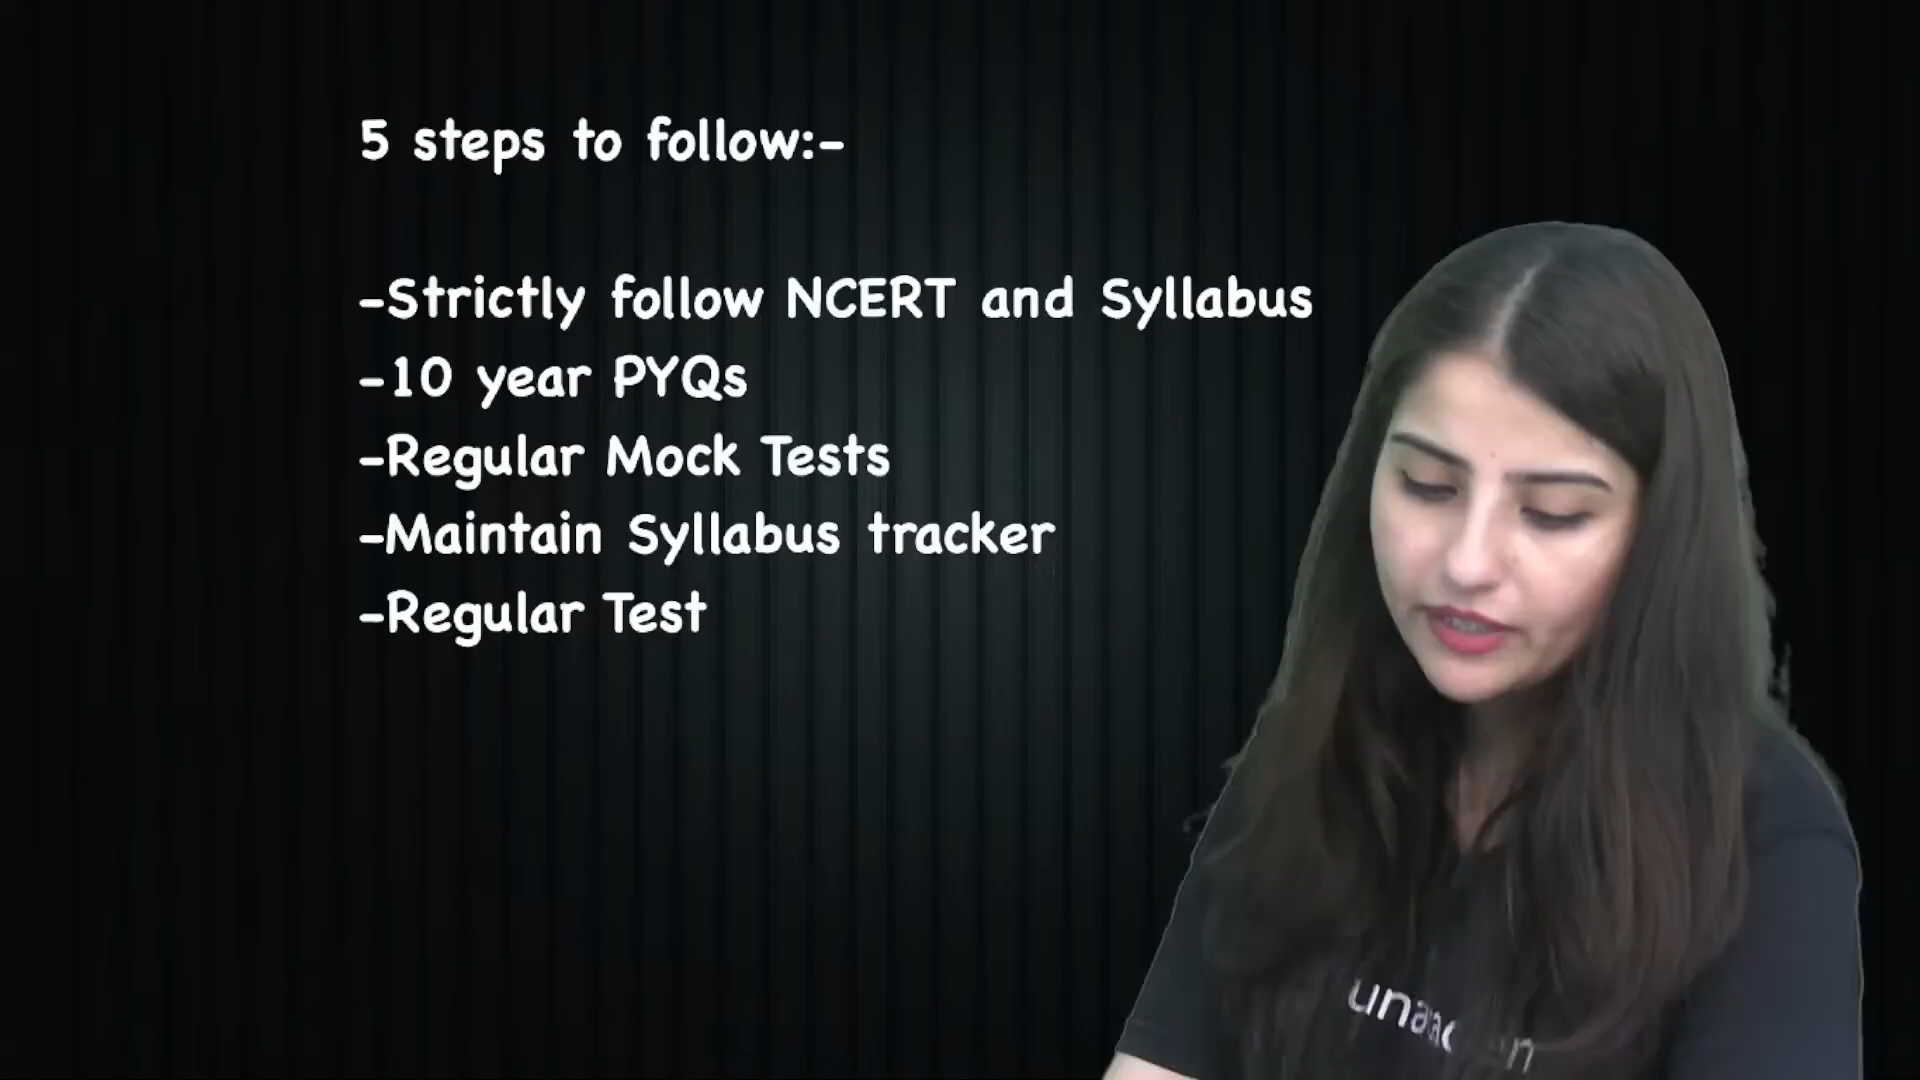 5 steps to follow:-
-Strictly follow NCERT and Syllabus
-10 year PYQs
-Regular Mock Tests
-Maintain Syllabus tracker
-Regular Test